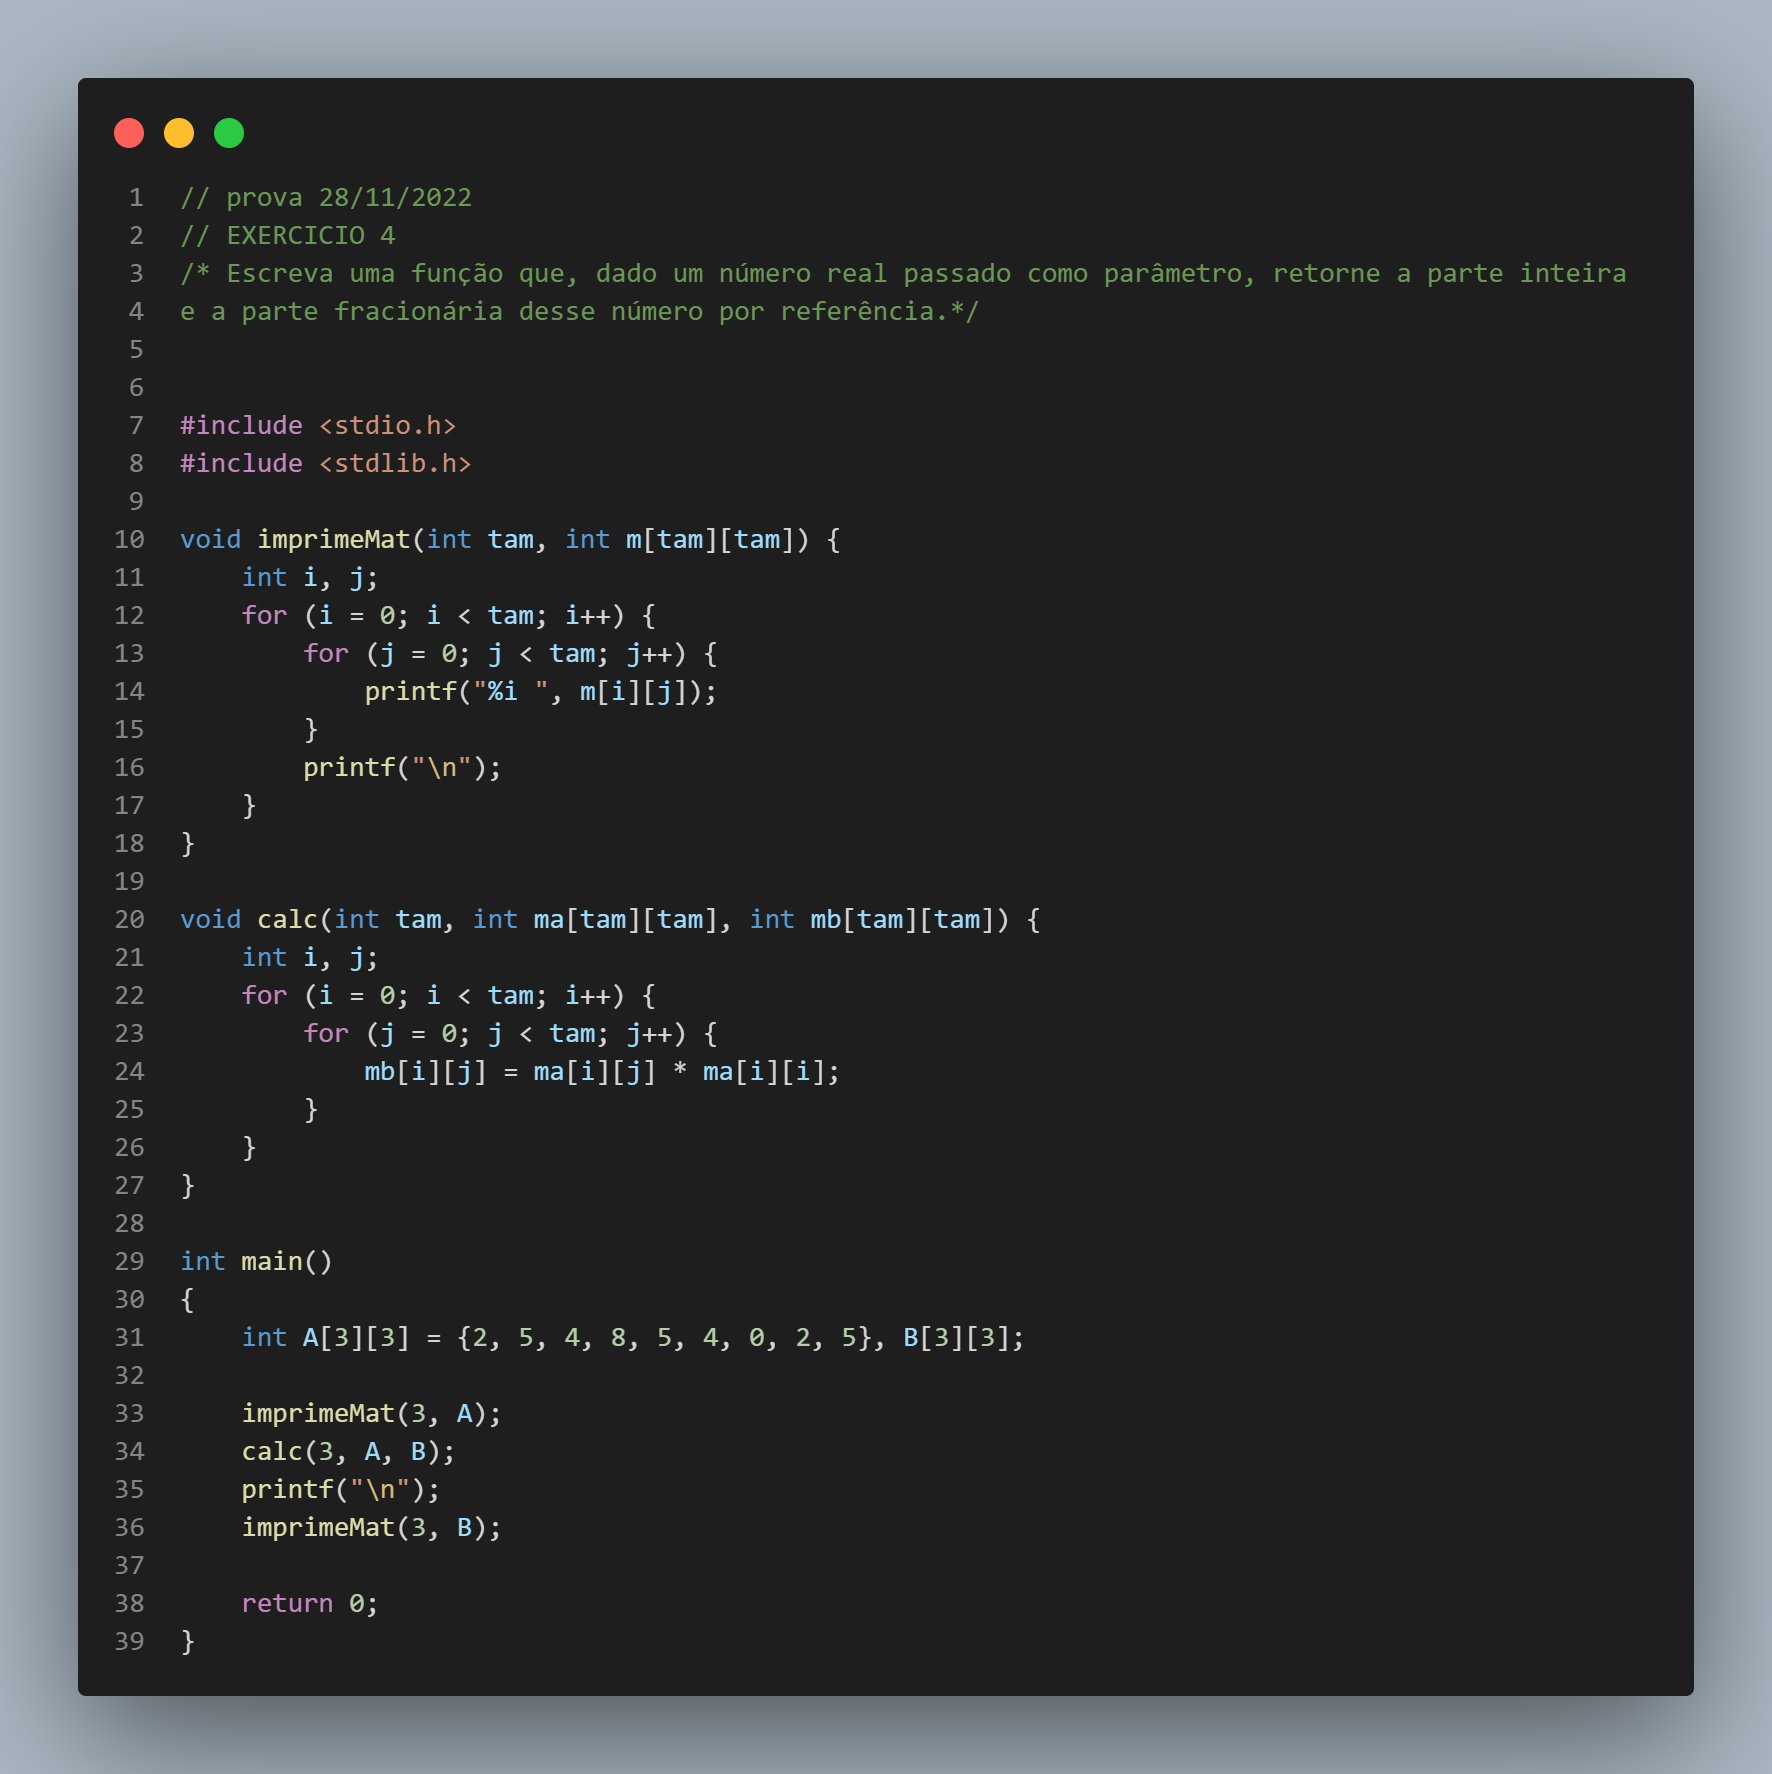 1 // prova 28/11/2022
2 // EXERCICIO 4
3 /* Escreva uma função que, dado um número real passado como parâmetro, retorne a parte inteira
4 e a parte fracionária desse número por referência.*/
5
6
7 #include <stdio.h>
8 #include <stdlib.h>
9
10 void imprimeMat(int tam, int m[tam][tam]) {
11     int i, j;
12     for (i = 0; i < tam; i++) {
13         for (j = 0; j < tam; j++) {
14             printf("%i ", m[i][j]);
15         }
16         printf("\n");
17     }
18 }
19
20 void calc(int tam, int ma[tam][tam], int mb[tam][tam]) {
21     int i, j;
22     for (i = 0; i < tam; i++) {
23         for (j = 0; j < tam; j++) {
24             mb[i][j] = ma[i][j] * ma[i][i];
25         }
26     }
27 }
28
29 int main()
30 {
31     int A[3][3] = {2, 5, 4, 8, 5, 4, 0, 2, 5}, B[3][3];
32
33     imprimeMat(3, A);
34     calc(3, A, B);
35     printf("\n");
36     imprimeMat(3, B);
37
38     return 0;
39 }